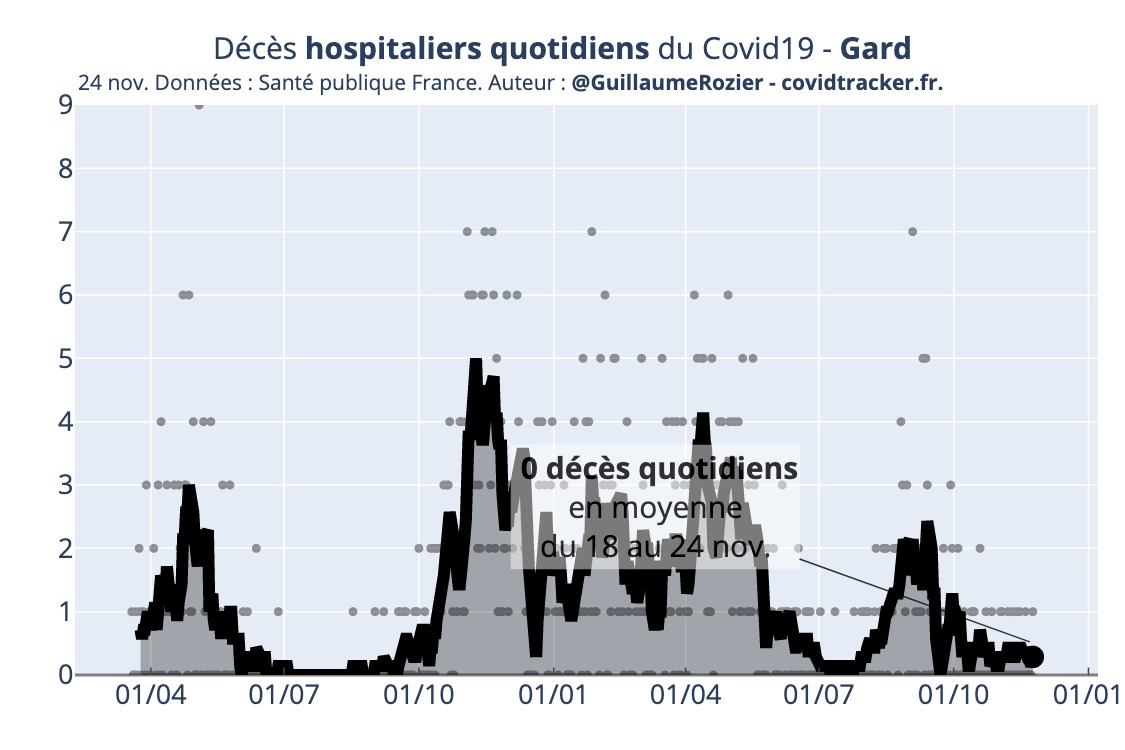 Décès hospitaliers quotidiens du Covid19 - Gard
24 nov. Données : Santé publique France. Auteur : @GuillaumeRozier - covidtracker.fr.
9
8
7
6
5
4
3
2
1
0
0 décès quotidiens
en moyenne
du 18 au 24 nov.
01/04 01/07 01/10 01/01 01/04 01/07 01/10 01/01